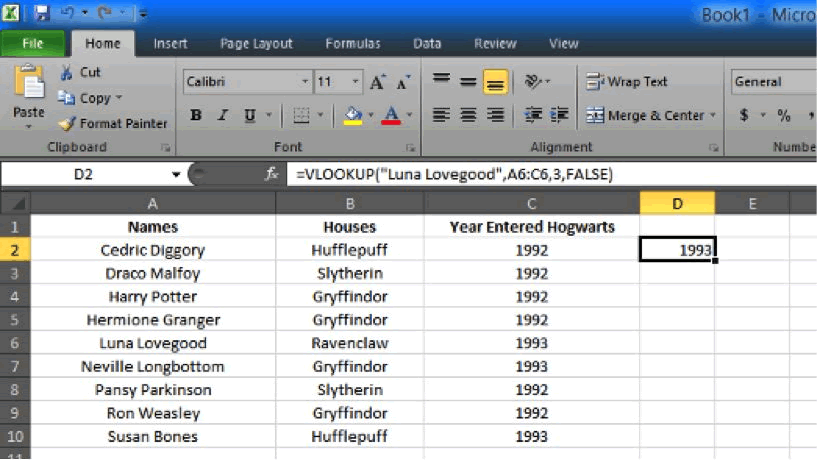 Book1 - Micro
File Home Insert Page Layout Formulas Data Review View
Cut
Copy
Paste
Format Painter
Calibri 11
B I U
Wrap Text
Merge & Center
General
$ %
Clipboard Font Alignment Numbe
D2 fx =VLOOKUP("Luna Lovegood",A6:C6,3,FALSE)
A B C D E
1 Names Houses Year Entered Hogwarts
2 Cedric Diggory Hufflepuff 1992 1993
3 Draco Malfoy Slytherin 1992
4 Harry Potter Gryffindor 1992
5 Hermione Granger Gryffindor 1992
6 Luna Lovegood Ravenclaw 1993
7 Neville Longbottom Gryffindor 1993
8 Pansy Parkinson Slytherin 1992
9 Ron Weasley Gryffindor 1992
10 Susan Bones Hufflepuff 1993